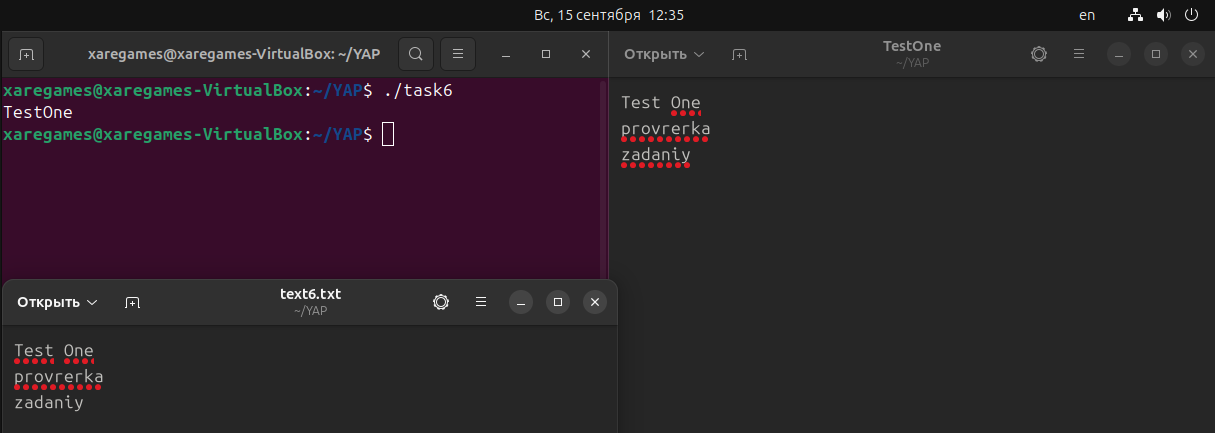 Вс, 15 сентября 12:35
en
xaregames@xaregames-VirtualBox: ~/YAP
xaregames@xaregames-VirtualBox:~/YAP$ ./task6
TestOne
xaregames@xaregames-VirtualBox:~/YAP$
Открыть
TestOne
~/YAP
Test One
provrerka
zadaniy
Открыть
text6.txt
~/YAP
Test One
provrerka
zadaniy